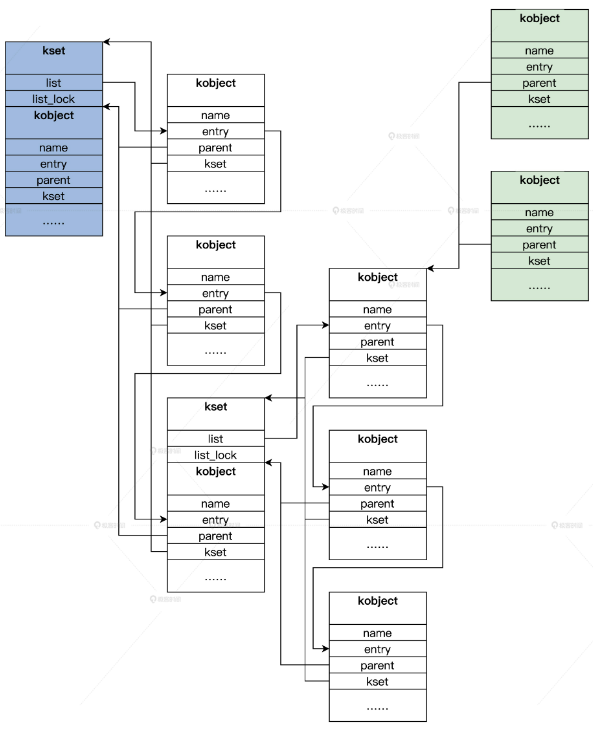 kset
list
list_lock
kobject
name
entry
parent
kset
......
kobject
name
entry
parent
kset
......
kobject
name
entry
parent
kset
......
kset
list
list_lock
kobject
name
entry
parent
kset
......
kobject
name
entry
parent
kset
......
kobject
name
entry
parent
kset
......
kobject
name
entry
parent
kset
......
kobject
name
entry
parent
kset
......
kobject
name
entry
parent
kset
......